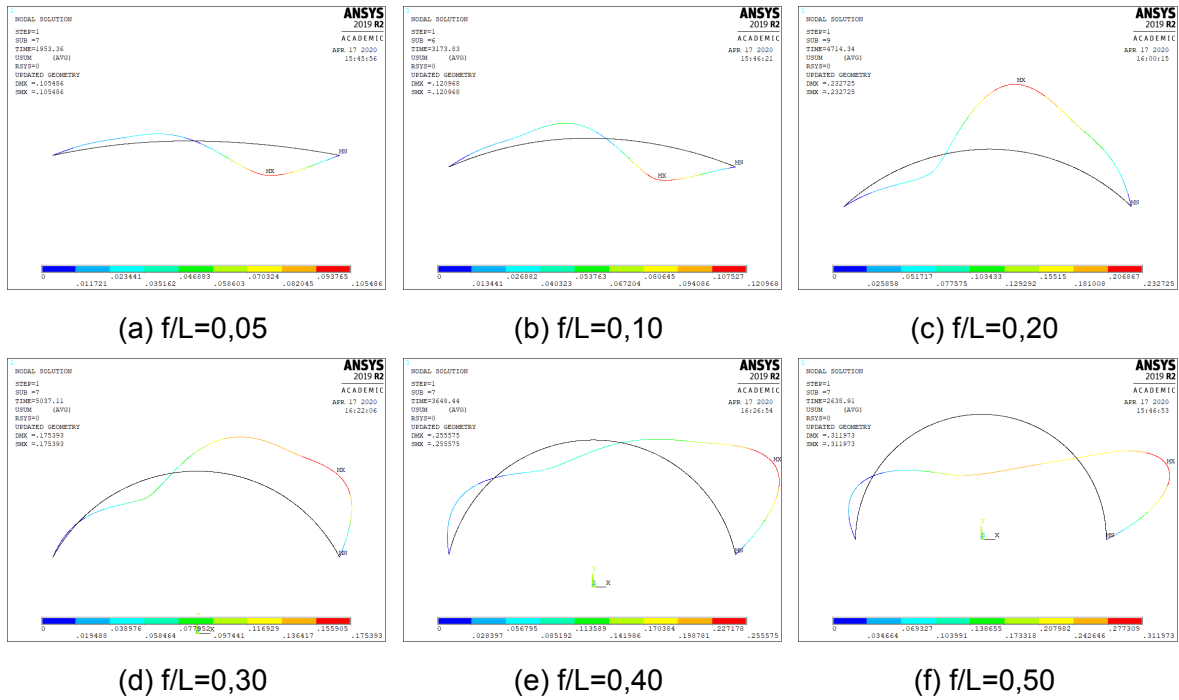 1
NODAL SOLUTION
STEP=1
SUB =7
TIME=1953.36
USUM (AVG)
RSYS=0
UPDATED GEOMETRY
DMX =.105486
SMX =.105486
ANSYS
2019 R2
ACADEMIC
APR 17 2020
15:45:56
MN
MX
0 .023441 .046883 .070324 .093765
.011721 .035162 .058603 .082045 .105486
(a) f/L=0,05
1
NODAL SOLUTION
STEP=1
SUB =6
TIME=3173.83
USUM (AVG)
RSYS=0
UPDATED GEOMETRY
DMX =.120968
SMX =.120968
ANSYS
2019 R2
ACADEMIC
APR 17 2020
15:46:21
MN
MX
0 .026882 .053763 .080645 .107527
.013441 .040323 .067204 .094086 .120968
(b) f/L=0,10
1
NODAL SOLUTION
STEP=1
SUB =9
TIME=4714.34
USUM (AVG)
RSYS=0
UPDATED GEOMETRY
DMX =.232725
SMX =.232725
ANSYS
2019 R2
ACADEMIC
APR 17 2020
16:00:15
MX
MN
0 .051717 .103433 .15515 .206867
.025858 .077575 .129292 .181008 .232725
(c) f/L=0,20
1
NODAL SOLUTION
STEP=1
SUB =7
TIME=5037.11
USUM (AVG)
RSYS=0
UPDATED GEOMETRY
DMX =.175393
SMX =.175393
ANSYS
2019 R2
ACADEMIC
APR 17 2020
16:22:06
MX
MN
X
0 .038976 .077952 .116929 .155905
.019488 .058464 .097441 .136417 .175393
(d) f/L=0,30
1
NODAL SOLUTION
STEP=1
SUB =7
TIME=3648.44
USUM (AVG)
RSYS=0
UPDATED GEOMETRY
DMX =.255575
SMX =.255575
ANSYS
2019 R2
ACADEMIC
APR 17 2020
16:26:54
MX
MN
Y
X
0 .056795 .113589 .170384 .227178
.028397 .085192 .141986 .198781 .255575
(e) f/L=0,40
1
NODAL SOLUTION
STEP=1
SUB =7
TIME=2638.91
USUM (AVG)
RSYS=0
UPDATED GEOMETRY
DMX =.311973
SMX =.311973
ANSYS
2019 R2
ACADEMIC
APR 17 2020
15:46:53
MX
MN
Y
X
0 .069327 .138655 .207982 .277309
.034664 .103991 .173318 .242646 .311973
(f) f/L=0,50